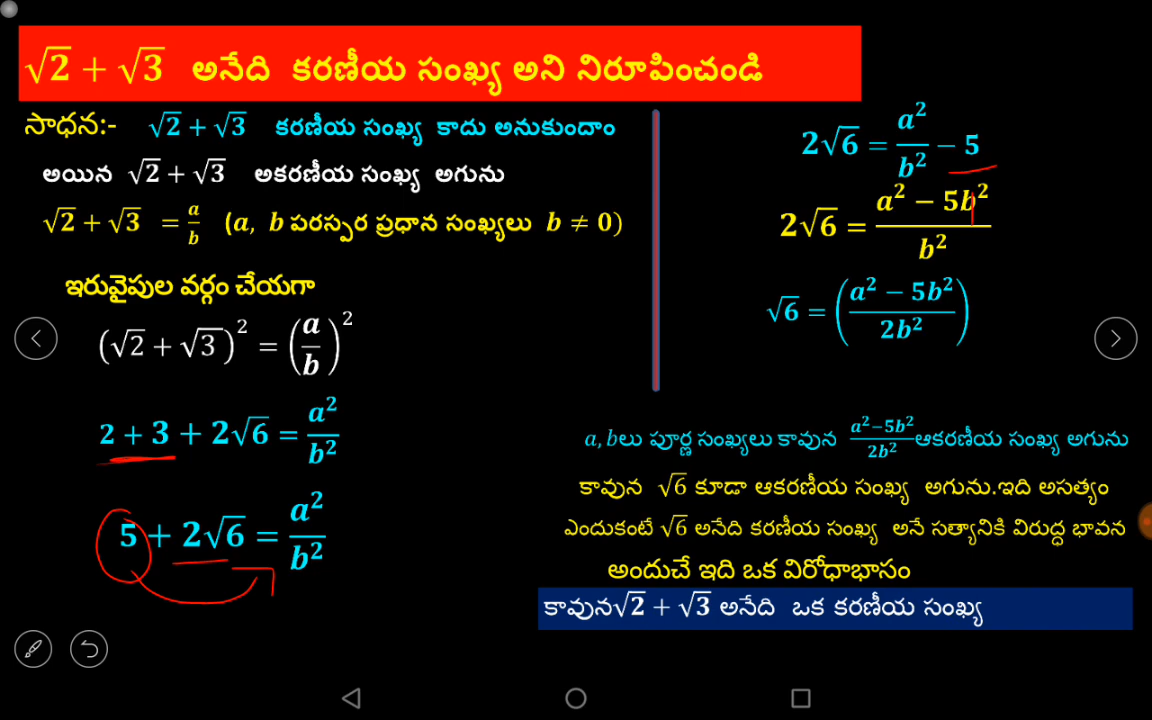 √2 + √3 అనేది కరణీయ సంఖ్య అని నిరూపించండి
సాధన:- √2 + √3 కరణీయ సంఖ్య కాదు అనుకుందాం
అయిన √2 + √3 అకరణీయ సంఖ్య అగును
√2 + √3 = a/b (a, b పరస్పర ప్రధాన సంఖ్యలు b ≠ 0)
ఇరువైపుల వర్గం చేయగా
(√2 + √3)² = (a/b)²
2 + 3 + 2√6 = a²/b²
5 + 2√6 = a²/b²
2√6 = a²/b² − 5
2√6 = (a² − 5b²)/b²
√6 = ((a² − 5b²)/2b²)
a, bలు పూర్ణ సంఖ్యలు కావున (a²−5b²)/2b² ఆకరణీయ సంఖ్య అగును
కావున √6 కూడా ఆకరణీయ సంఖ్య అగును.ఇది అసత్యం
ఎందుకంటే √6 అనేది కరణీయ సంఖ్య అనే సత్యానికి విరుద్ధ భావన
అందుచే ఇది ఒక విరోధాభాసం
కావున√2 + √3 అనేది ఒక కరణీయ సంఖ్య